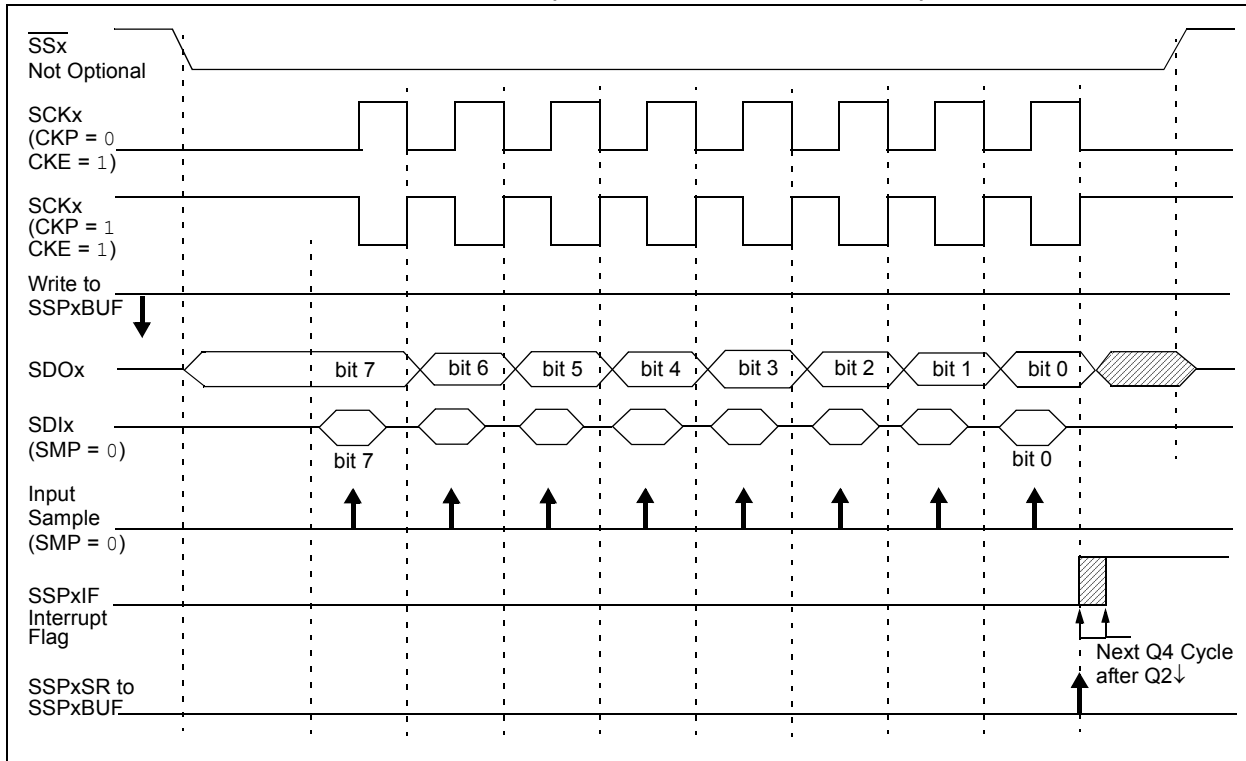 SSx
Not Optional
SCKx
(CKP = 0
CKE = 1)
SCKx
(CKP = 1
CKE = 1)
Write to
SSPxBUF
SDOx
bit 7
bit 6
bit 5
bit 4
bit 3
bit 2
bit 1
bit 0
SDIx
(SMP = 0)
bit 7
bit 0
Input
Sample
(SMP = 0)
SSPxIF
Interrupt
Flag
Next Q4 Cycle
after Q2↓
SSPxSR to
SSPxBUF